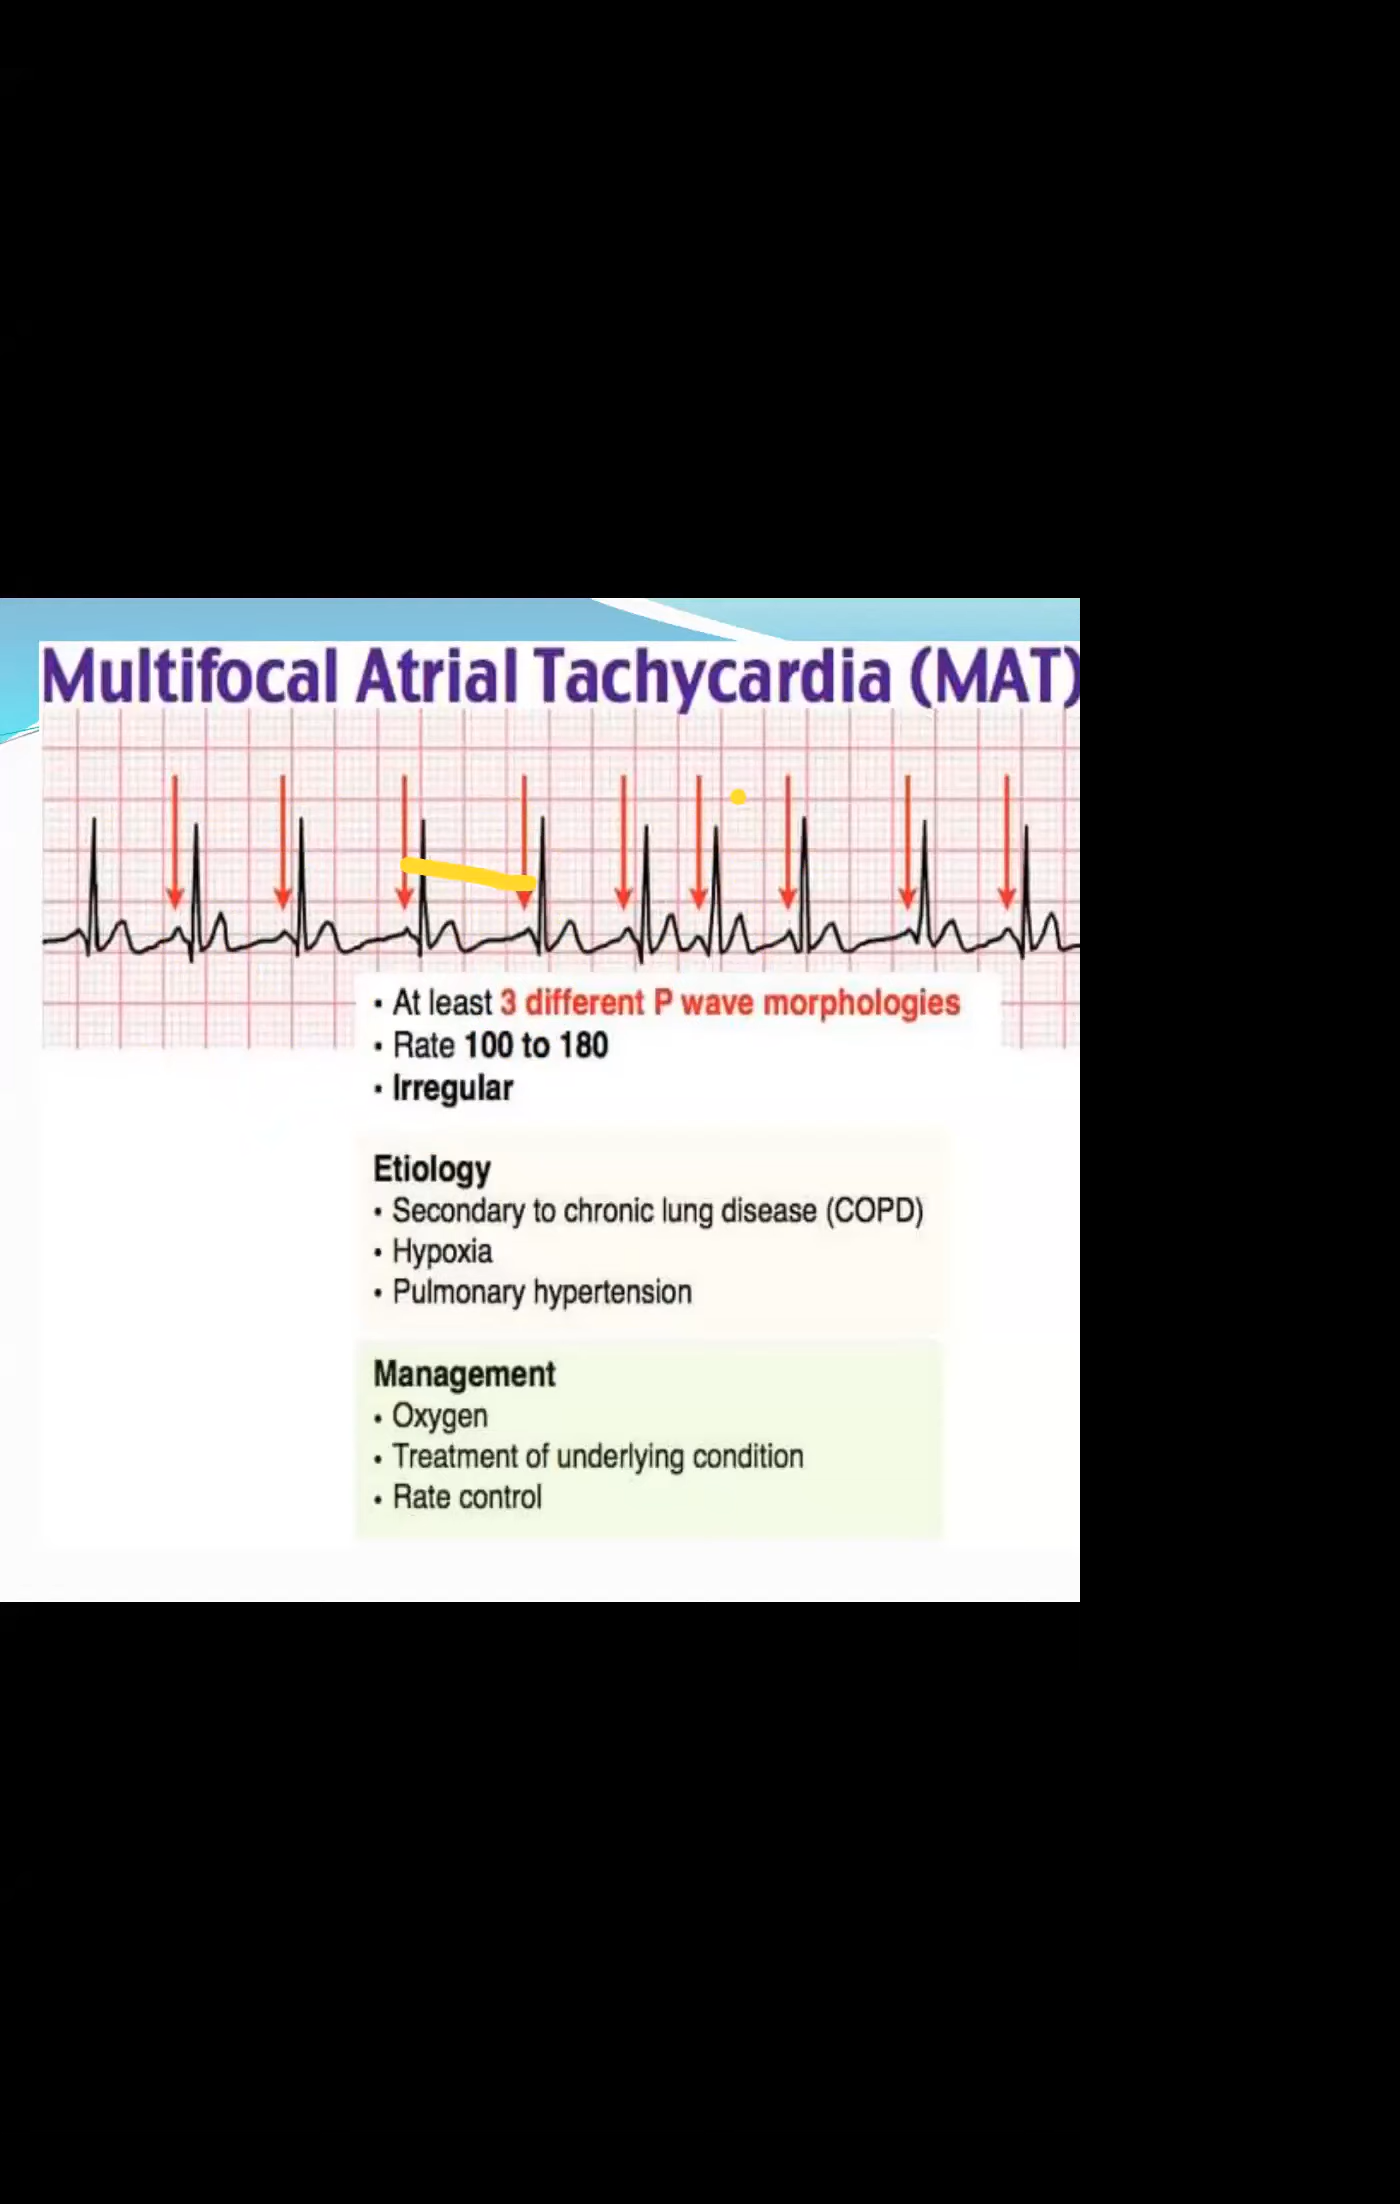 Multifocal Atrial Tachycardia (MAT)
• At least 3 different P wave morphologies
• Rate 100 to 180
• Irregular
Etiology
• Secondary to chronic lung disease (COPD)
• Hypoxia
• Pulmonary hypertension
Management
• Oxygen
• Treatment of underlying condition
• Rate control